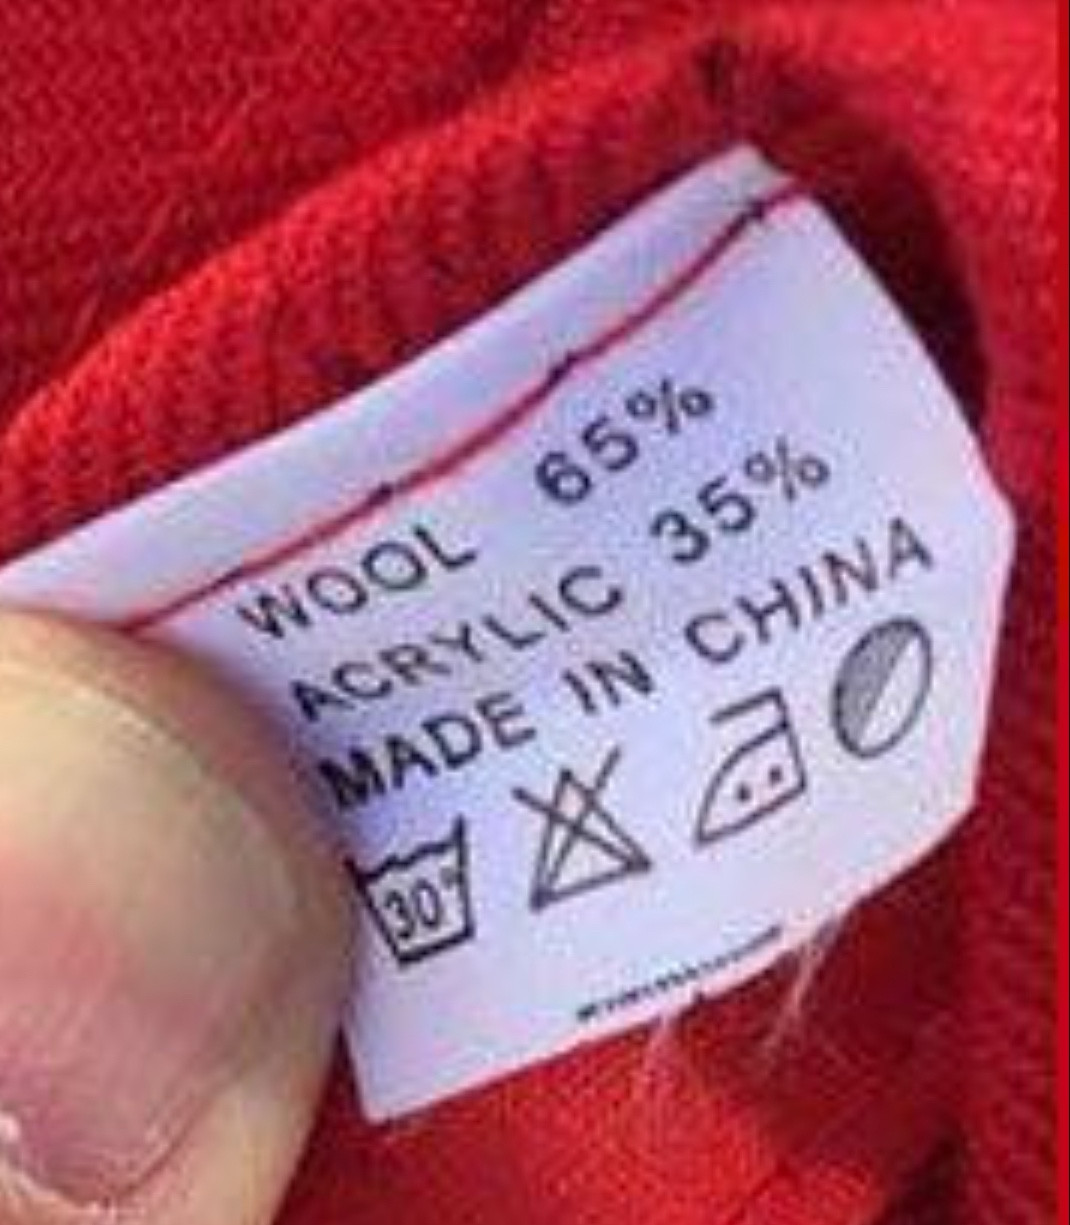 WOOL 65%
ACRYLIC 35%
MADE IN CHINA
30°